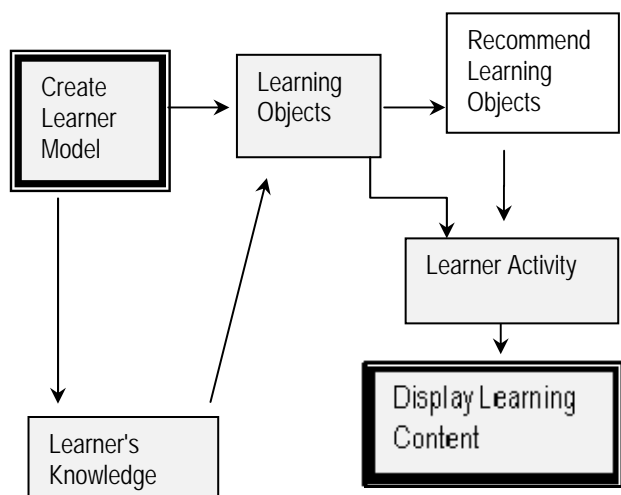 Create
Learner
Model
Learning
Objects
Recommend
Learning
Objects
Learner Activity
Display Learning
Content
Learner's
Knowledge